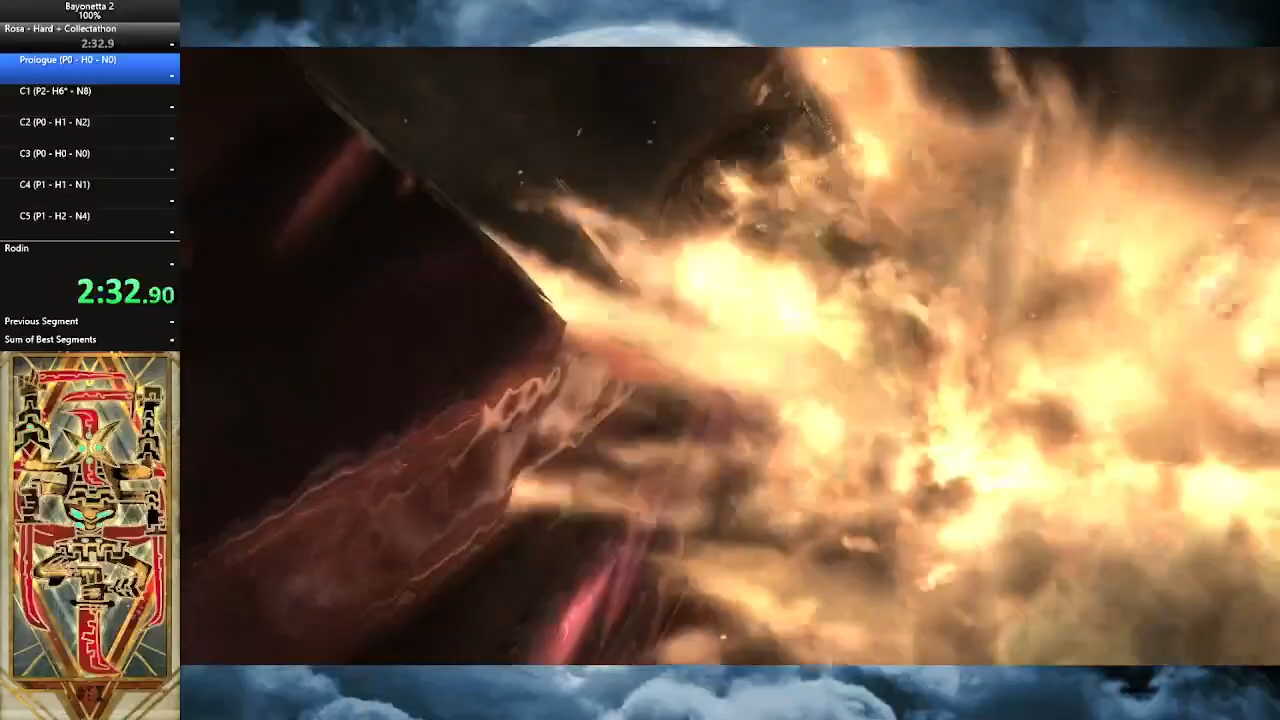 Bayonetta 2
100%
Rosa - Hard + Collectathon
2:32.9
-
Prologue (P0 - H0 - N0)
-
C1 (P2- H6* - N8)
-
C2 (P0 - H1 - N2)
-
C3 (P0 - H0 - N0)
-
C4 (P1 - H1 - N1)
-
C5 (P1 - H2 - N4)
-
Rodin
-
2:32.90
Previous Segment -
Sum of Best Segments -